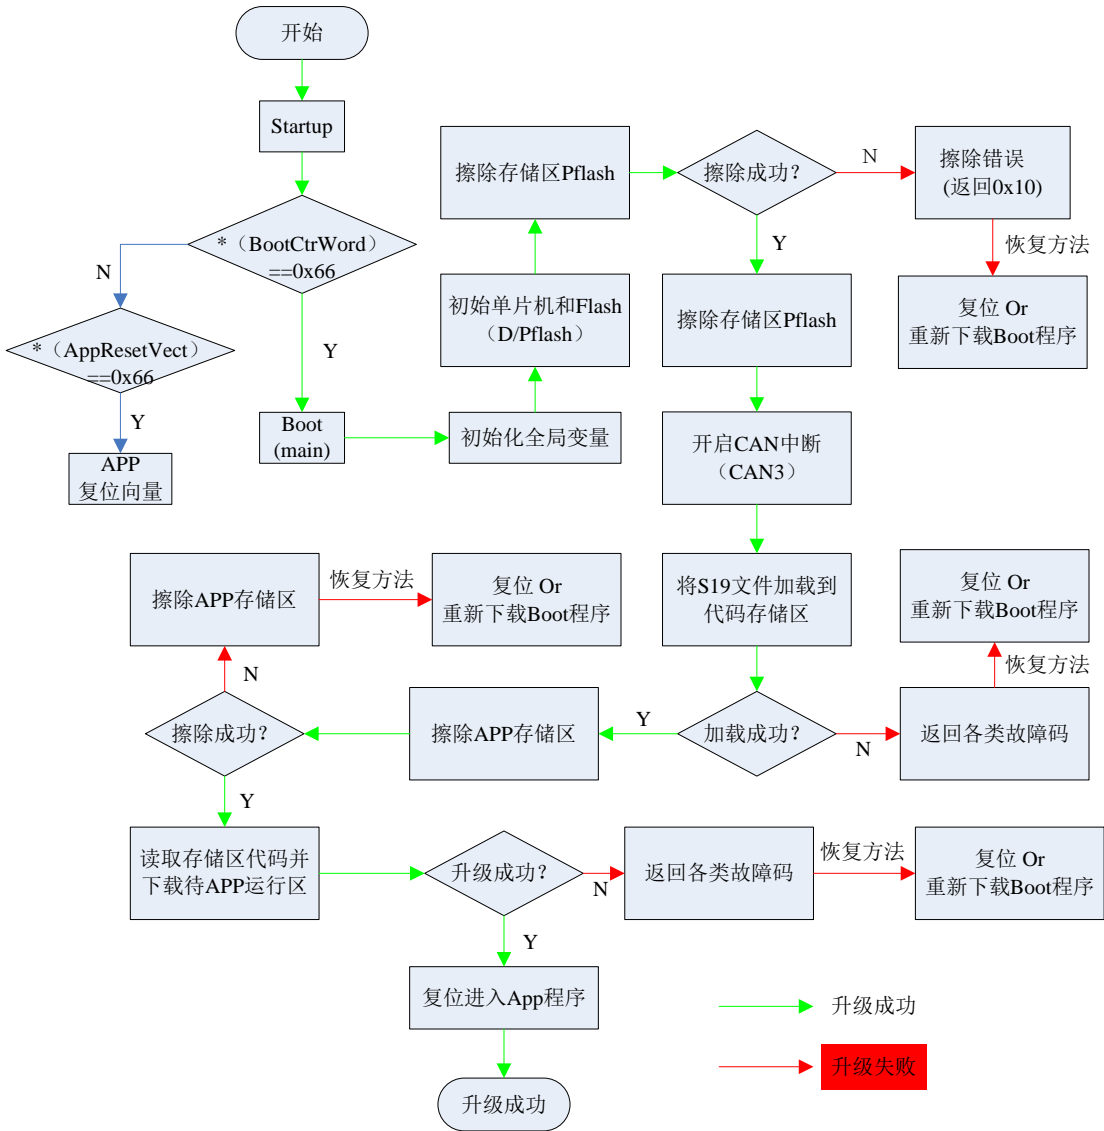 开始
Startup
*（BootCtrWord）
==0x66
N
Y
*（AppResetVect）
==0x66
Y
APP
复位向量
Boot
(main)
初始化全局变量
初始单片机和Flash
（D/Pflash）
擦除存储区Pflash
擦除成功？
N
擦除错误
(返回0x10)
恢复方法
复位 Or
重新下载Boot程序
Y
擦除存储区Pflash
开启CAN中断
（CAN3）
将S19文件加载到
代码存储区
加载成功？
N
返回各类故障码
恢复方法
复位 Or
重新下载Boot程序
Y
擦除APP存储区
擦除成功？
N
擦除APP存储区
恢复方法
复位 Or
重新下载Boot程序
Y
读取存储区代码并
下载待APP运行区
升级成功？
N
返回各类故障码
恢复方法
复位 Or
重新下载Boot程序
Y
复位进入App程序
升级成功
升级成功
升级失败